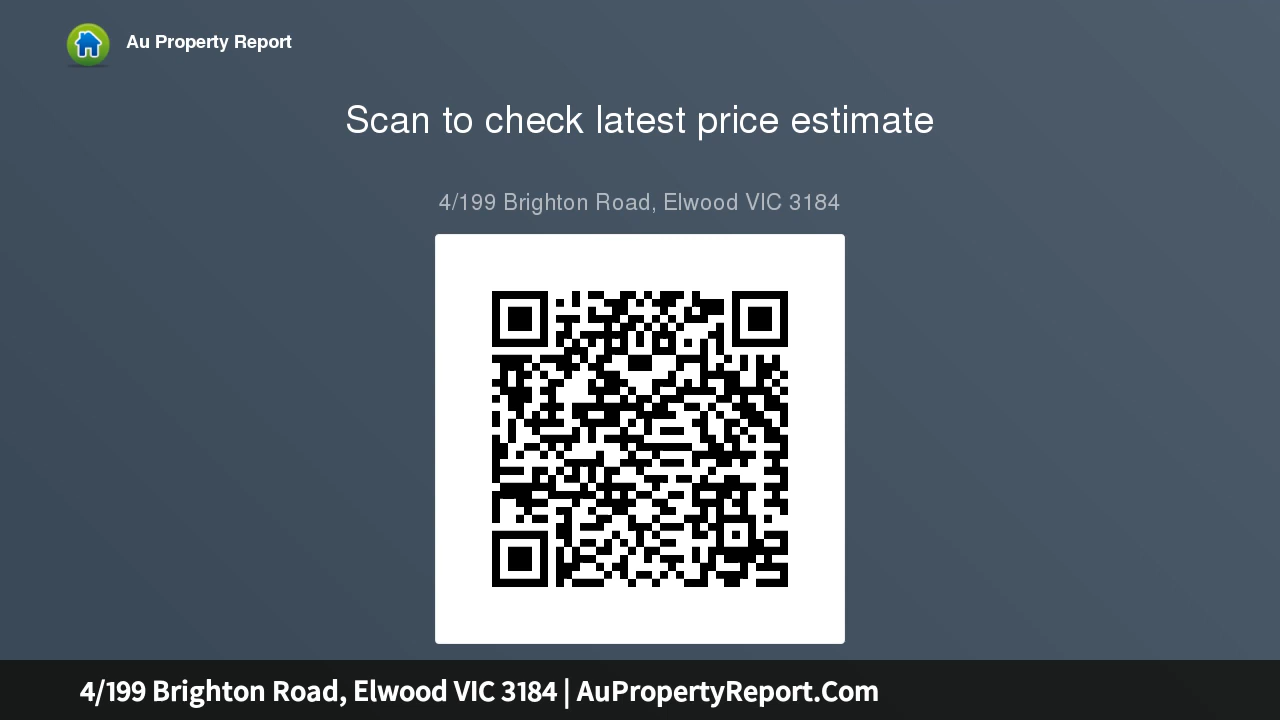 Au Property Report
Scan to check latest price estimate
4/199 Brighton Road, Elwood VIC 3184
4/199 Brighton Road, Elwood VIC 3184 | AuPropertyReport.Com